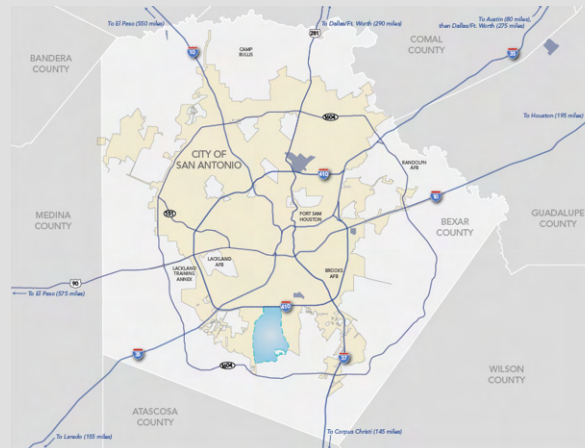 To El Peso (550 miles)
To Dallas/Ft. Worth (290 miles)
To Austin (80 miles),
then Dallas/Ft. Worth (275 miles)
BANDERA
COUNTY
10
CAMP
BULLIS
281
COMAL
COUNTY
35
1604
To Houston (195 miles)
CITY OF
SAN ANTONIO
410
RANDOLPH
AFB
10
151
FORT SAM
HOUSTON
MEDINA
COUNTY
BEXAR
COUNTY
GUADALUPE
COUNTY
LACKLAND
AFB
LACKLAND
TRAINING
ANNEX
BROOKS
AFB
90
To El Peso (575 miles)
410
35
1604
37
WILSON
COUNTY
ATASCOSA
COUNTY
To Laredo (155 miles)
To Corpus Christi (145 miles)